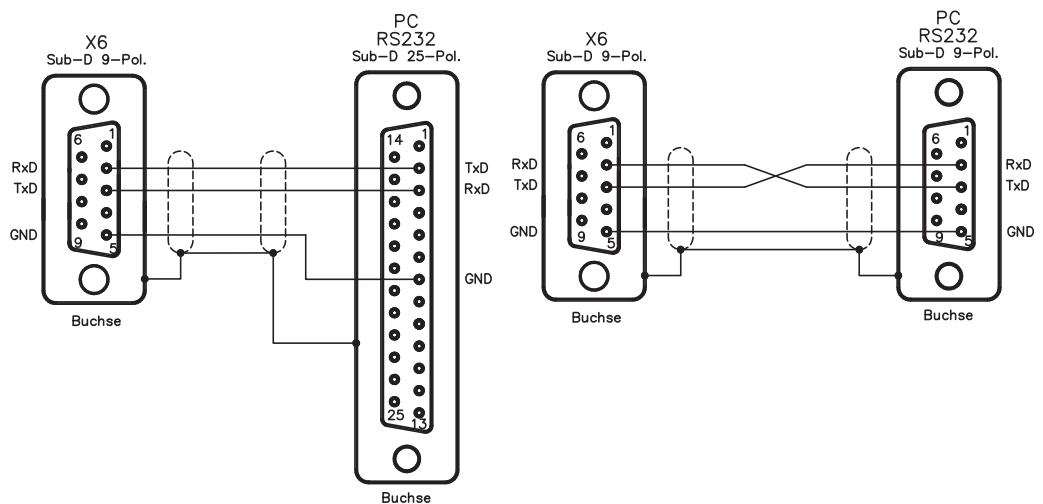 X6
Sub-D 9-Pol.
6
1
RxD
TxD
GND
9
5
Buchse
PC
RS232
Sub-D 25-Pol.
14
1
TxD
RxD
GND
25
13
Buchse
X6
Sub-D 9-Pol.
6
1
RxD
TxD
GND
9
5
Buchse
PC
RS232
Sub-D 9-Pol.
6
1
RxD
TxD
GND
9
5
Buchse